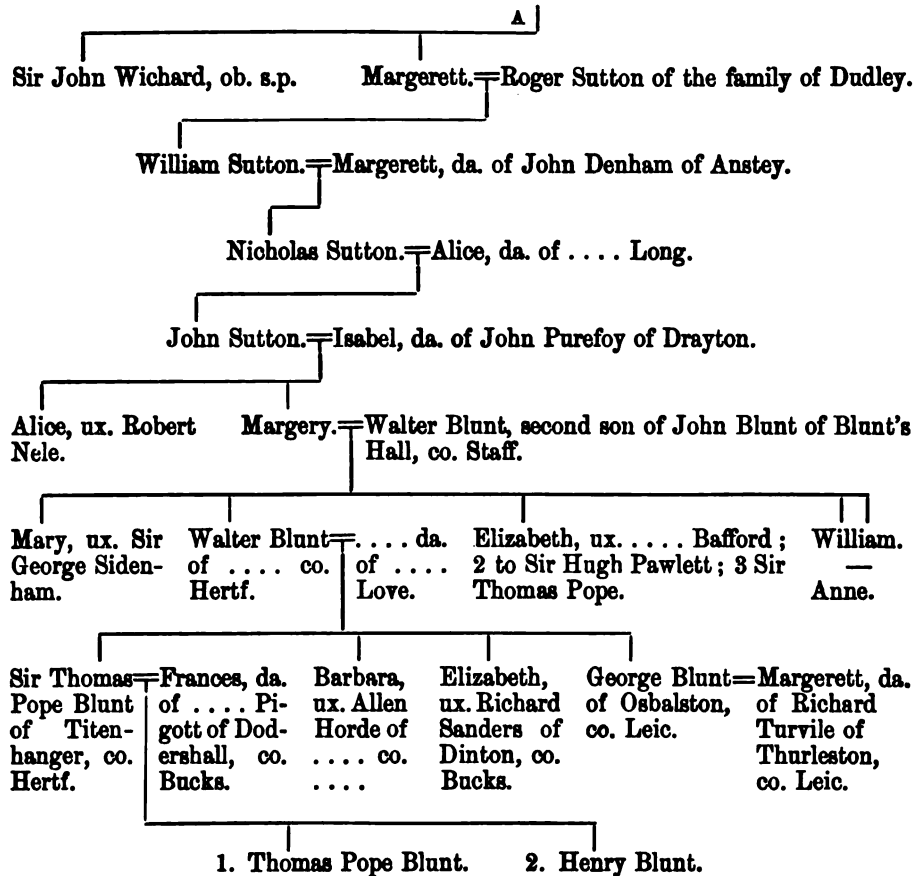 A
Sir John Wichard, ob. s.p. Margerett.=Roger Sutton of the family of Dudley.
William Sutton.=Margerett, da. of John Denham of Anstey.
Nicholas Sutton.=Alice, da. of . . . . Long.
John Sutton.=Isabel, da. of John Purefoy of Drayton.
Alice, ux. Robert
Nele.
Margery.=Walter Blunt, second son of John Blunt of Blunt's
Hall, co. Staff.
Mary, ux. Sir
George Siden-
ham.
Walter Blunt=
of . . . . co.
Hertf.
. . . . da.
of . . . .
Love.
Elizabeth, ux. . . . . Bafford ;
2 to Sir Hugh Pawlett ; 3 Sir
Thomas Pope.
William.
—
Anne.
Sir Thomas=
Pope Blunt
of Titen-
hanger, co.
Hertf.
Frances, da.
of . . . . Pi-
gott of Dod-
ershall, co.
Bucks.
Barbara,
ux. Allen
Horde of
. . . . co.
. . . .
Elizabeth,
ux. Richard
Sanders of
Dinton, co.
Bucks.
George Blunt=
of Osbalston,
co. Leic.
Margerett, da.
of Richard
Turvile of
Thurleston,
co. Leic.
1. Thomas Pope Blunt. 2. Henry Blunt.